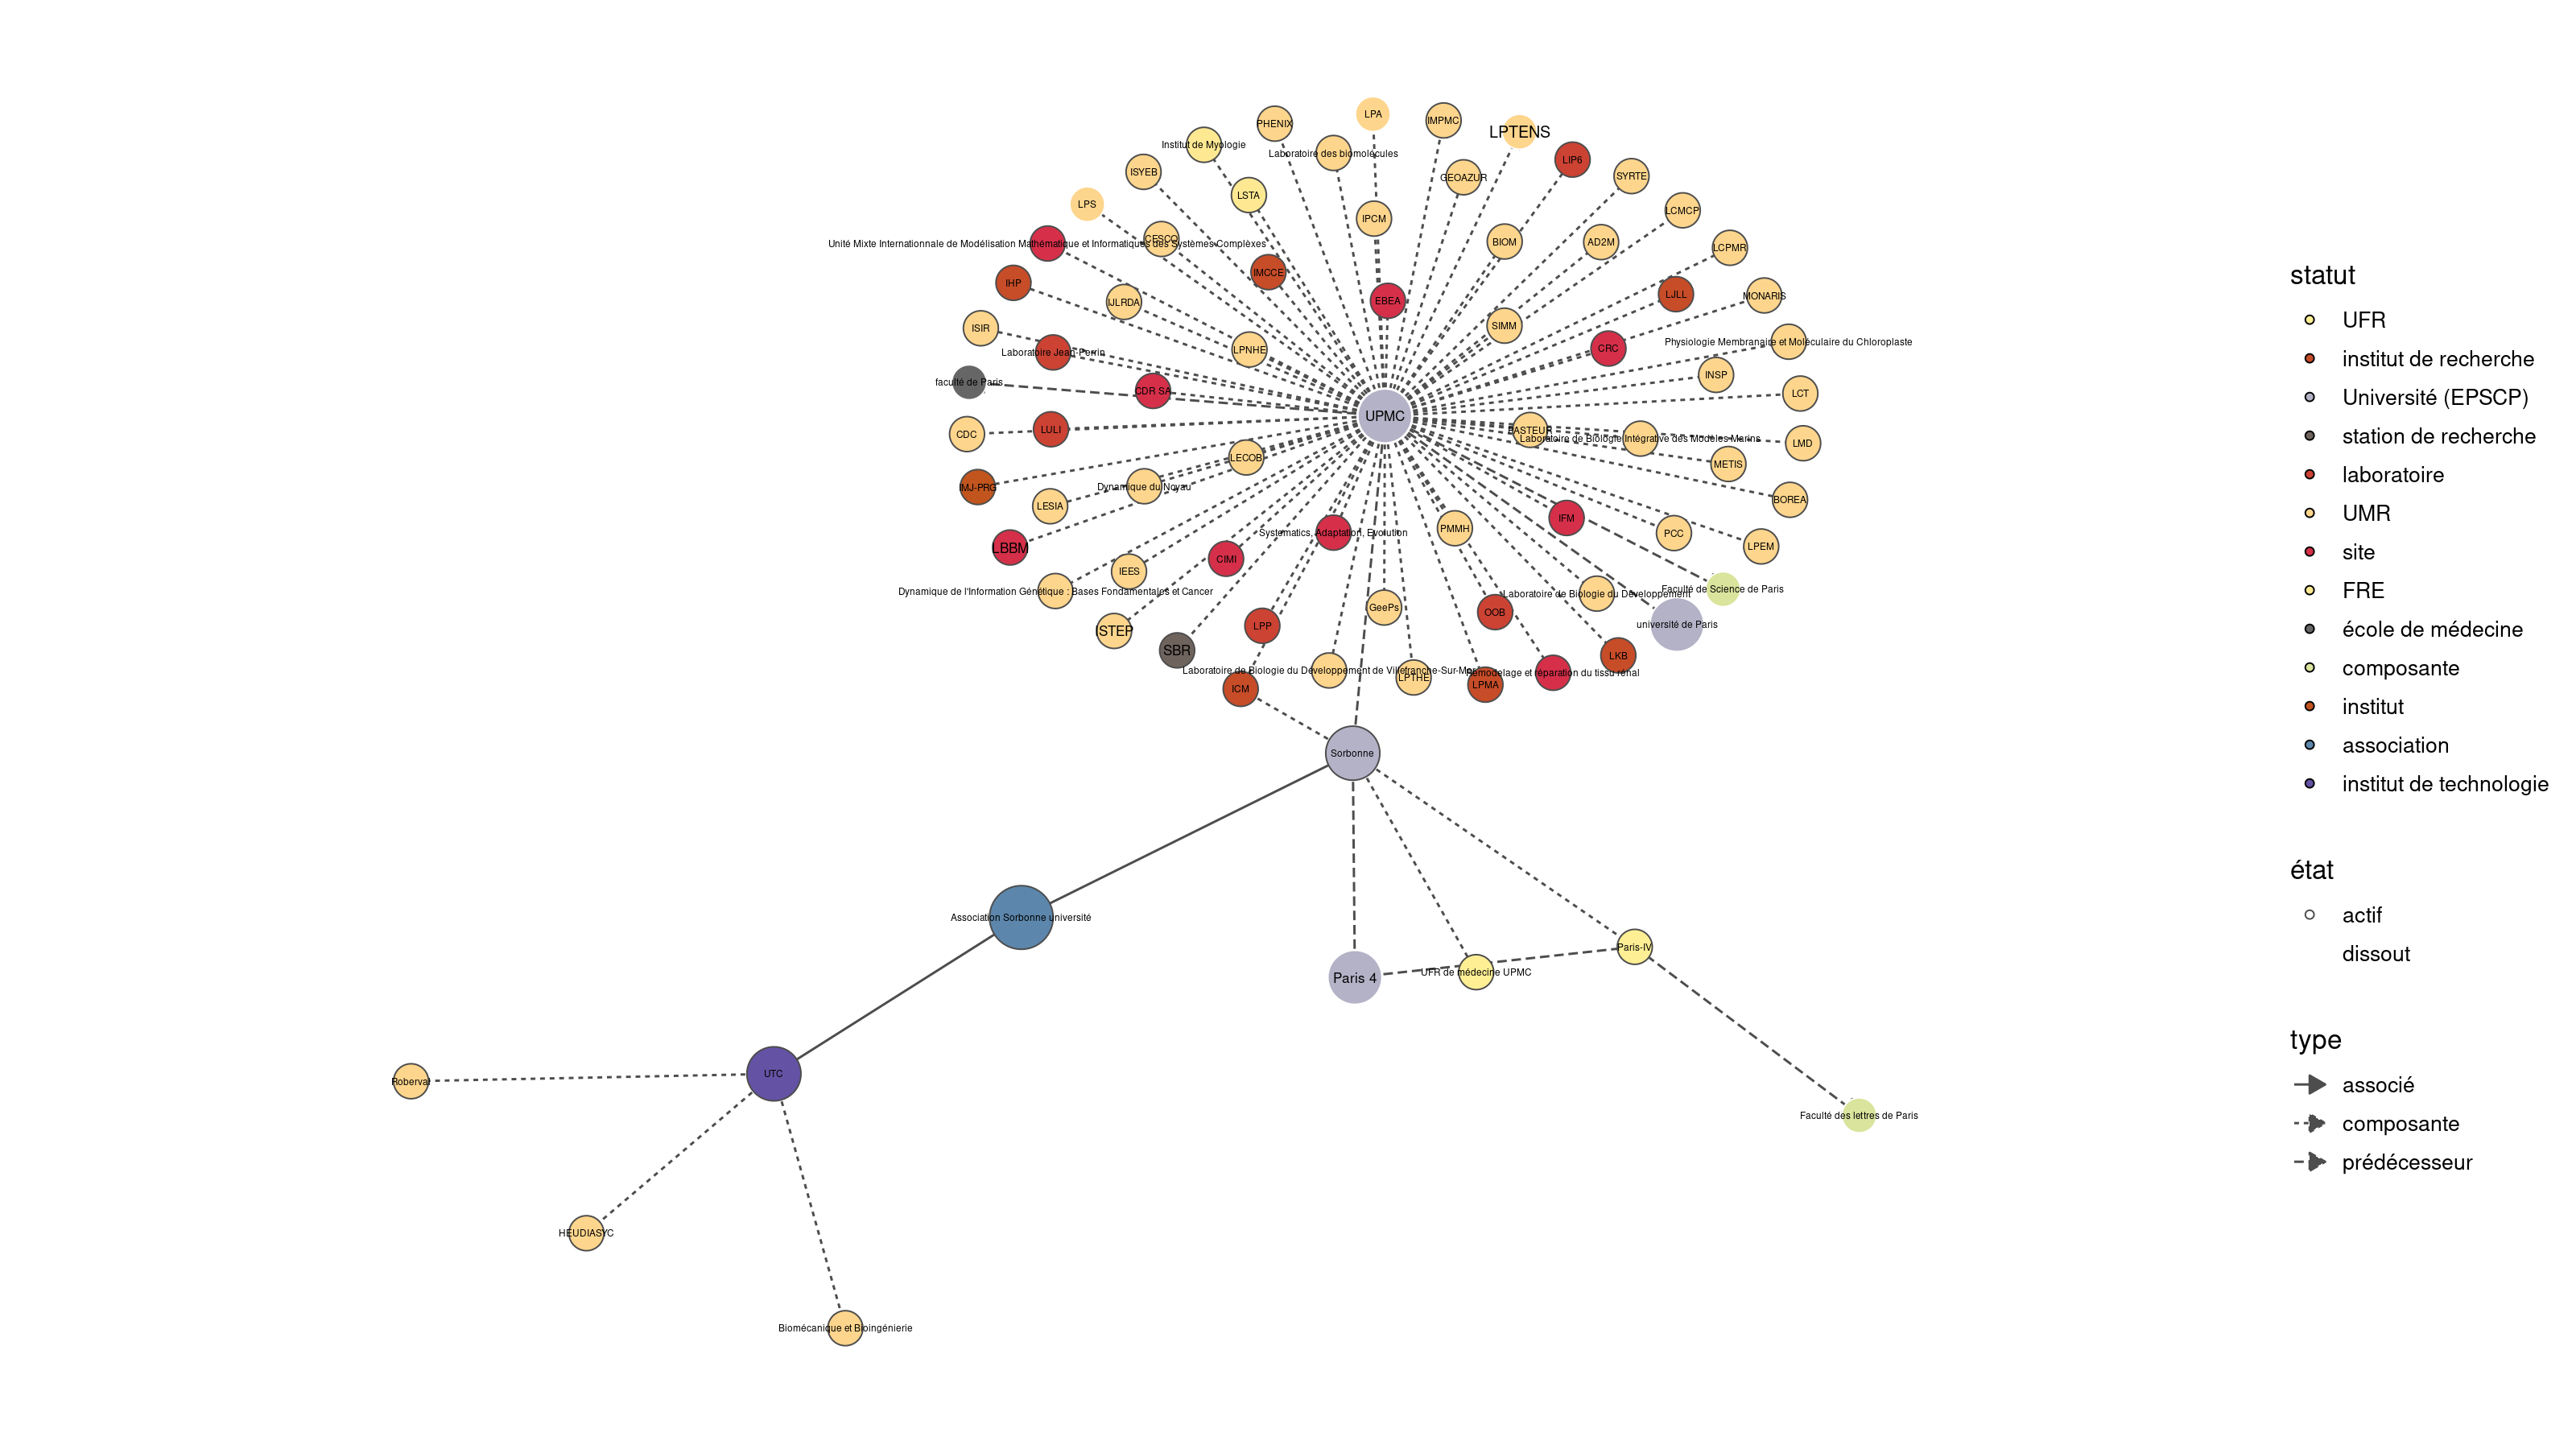 LPA
IMPMC
PHENIX
LPTENS
Institut de Myologie
Laboratoire des biomolécules
LIP6
ISYEB
GEOAZUR
SYRTE
LSTA
LPS
IPCM
LCMCP
Unité Mixte Internationnale de Modélisation Mathématique et Informatiques des Systèmes Complèxes
CESCO
BIOM
AD2M
LCPMR
IMCCE
IHP
IJLRDA
EBEA
LJLL
MONARIS
ISIR
SIMM
Laboratoire Jean-Perrin
LPNHE
CRC
Physiologie Membranaire et Moléculaire du Chloroplaste
faculté de Paris
CDR SA
INSP
LCT
UPMC
CDC
LULI
PASTEUR
Laboratoire de Biologie Intégrative des Modèles Marins
LMD
LECOB
METIS
IMJ-PRG
Dynamique du Noyau
LESIA
BOREA
IFM
LBBM
Systematics, Adaptation, Evolution
PMMH
PCC
LPEM
CIMI
IEES
Dynamique de l'Information Génétique : Bases Fondamentales et Cancer
Laboratoire de Biologie du Développement
Faculté de Science de Paris
GeePs
OOB
ISTEP
LPP
université de Paris
SBR
LKB
Laboratoire de Biologie du Développement de Villefranche-Sur-Mer
LPTHE
Remodelage et réparation du tissu rénal
ICM
LPMA
Sorbonne
Association Sorbonne université
Paris-IV
Paris 4
UFR de médecine UPMC
UTC
Roberval
Faculté des lettres de Paris
HEUDIASYC
Biomécanique et Bioingénierie
statut
UFR
institut de recherche
Université (EPSCP)
station de recherche
laboratoire
UMR
site
FRE
école de médecine
composante
institut
association
institut de technologie
état
actif
dissout
type
associé
composante
prédécesseur